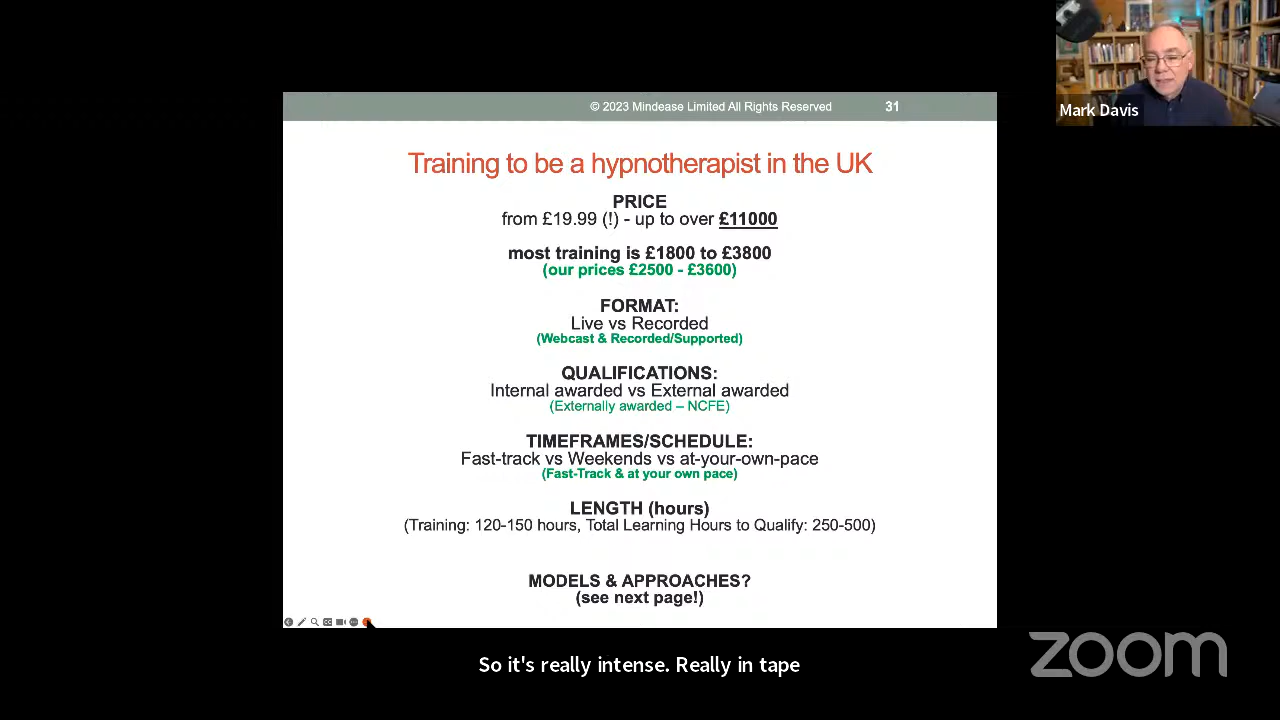 © 2023 Mindease Limited All Rights Reserved 31
Mark Davis
Training to be a hypnotherapist in the UK
PRICE
from £19.99 (!) - up to over £11000
most training is £1800 to £3800
(our prices £2500 - £3600)
FORMAT:
Live vs Recorded
(Webcast & Recorded/Supported)
QUALIFICATIONS:
Internal awarded vs External awarded
(Externally awarded – NCFE)
TIMEFRAMES/SCHEDULE:
Fast-track vs Weekends vs at-your-own-pace
(Fast-Track & at your own pace)
LENGTH (hours)
(Training: 120-150 hours, Total Learning Hours to Qualify: 250-500)
MODELS & APPROACHES?
(see next page!)
So it's really intense. Really in tape
zoom